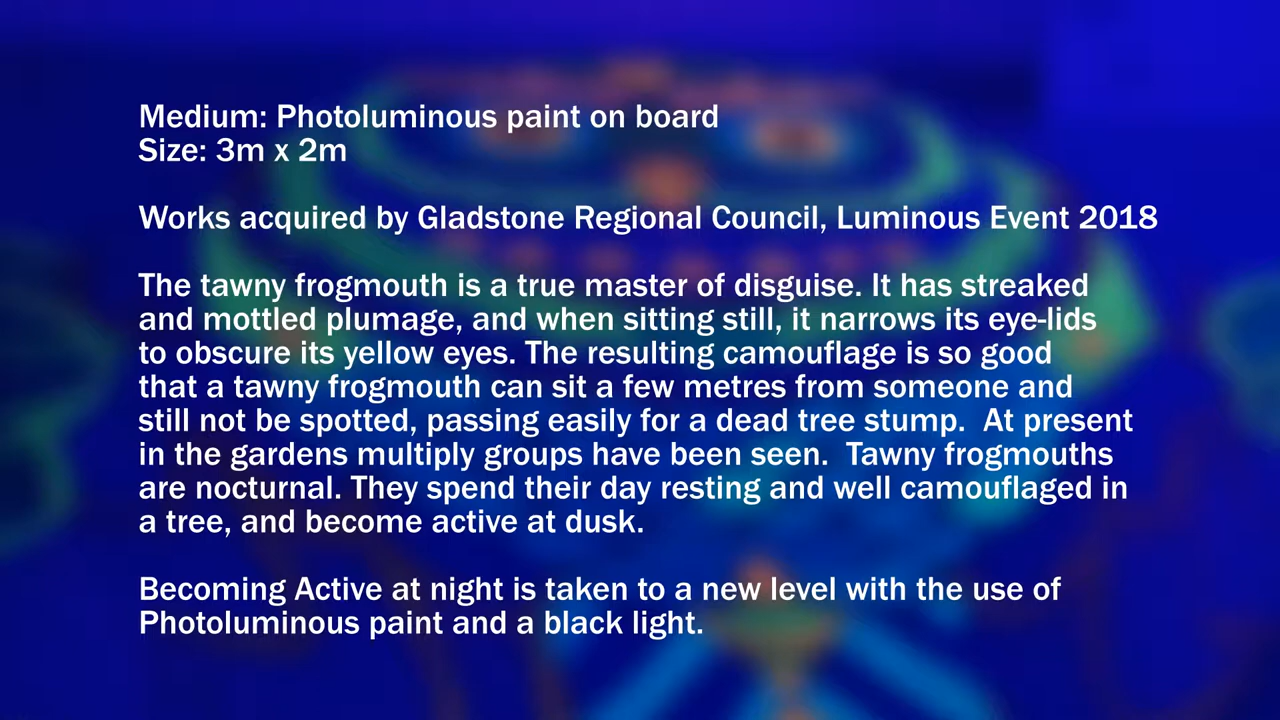 Medium: Photoluminous paint on board
Size: 3m x 2m
Works acquired by Gladstone Regional Council, Luminous Event 2018
The tawny frogmouth is a true master of disguise. It has streaked
and mottled plumage, and when sitting still, it narrows its eye-lids
to obscure its yellow eyes. The resulting camouflage is so good
that a tawny frogmouth can sit a few metres from someone and
still not be spotted, passing easily for a dead tree stump.  At present
in the gardens multiply groups have been seen.  Tawny frogmouths
are nocturnal. They spend their day resting and well camouflaged in
a tree, and become active at dusk.
Becoming Active at night is taken to a new level with the use of
Photoluminous paint and a black light.